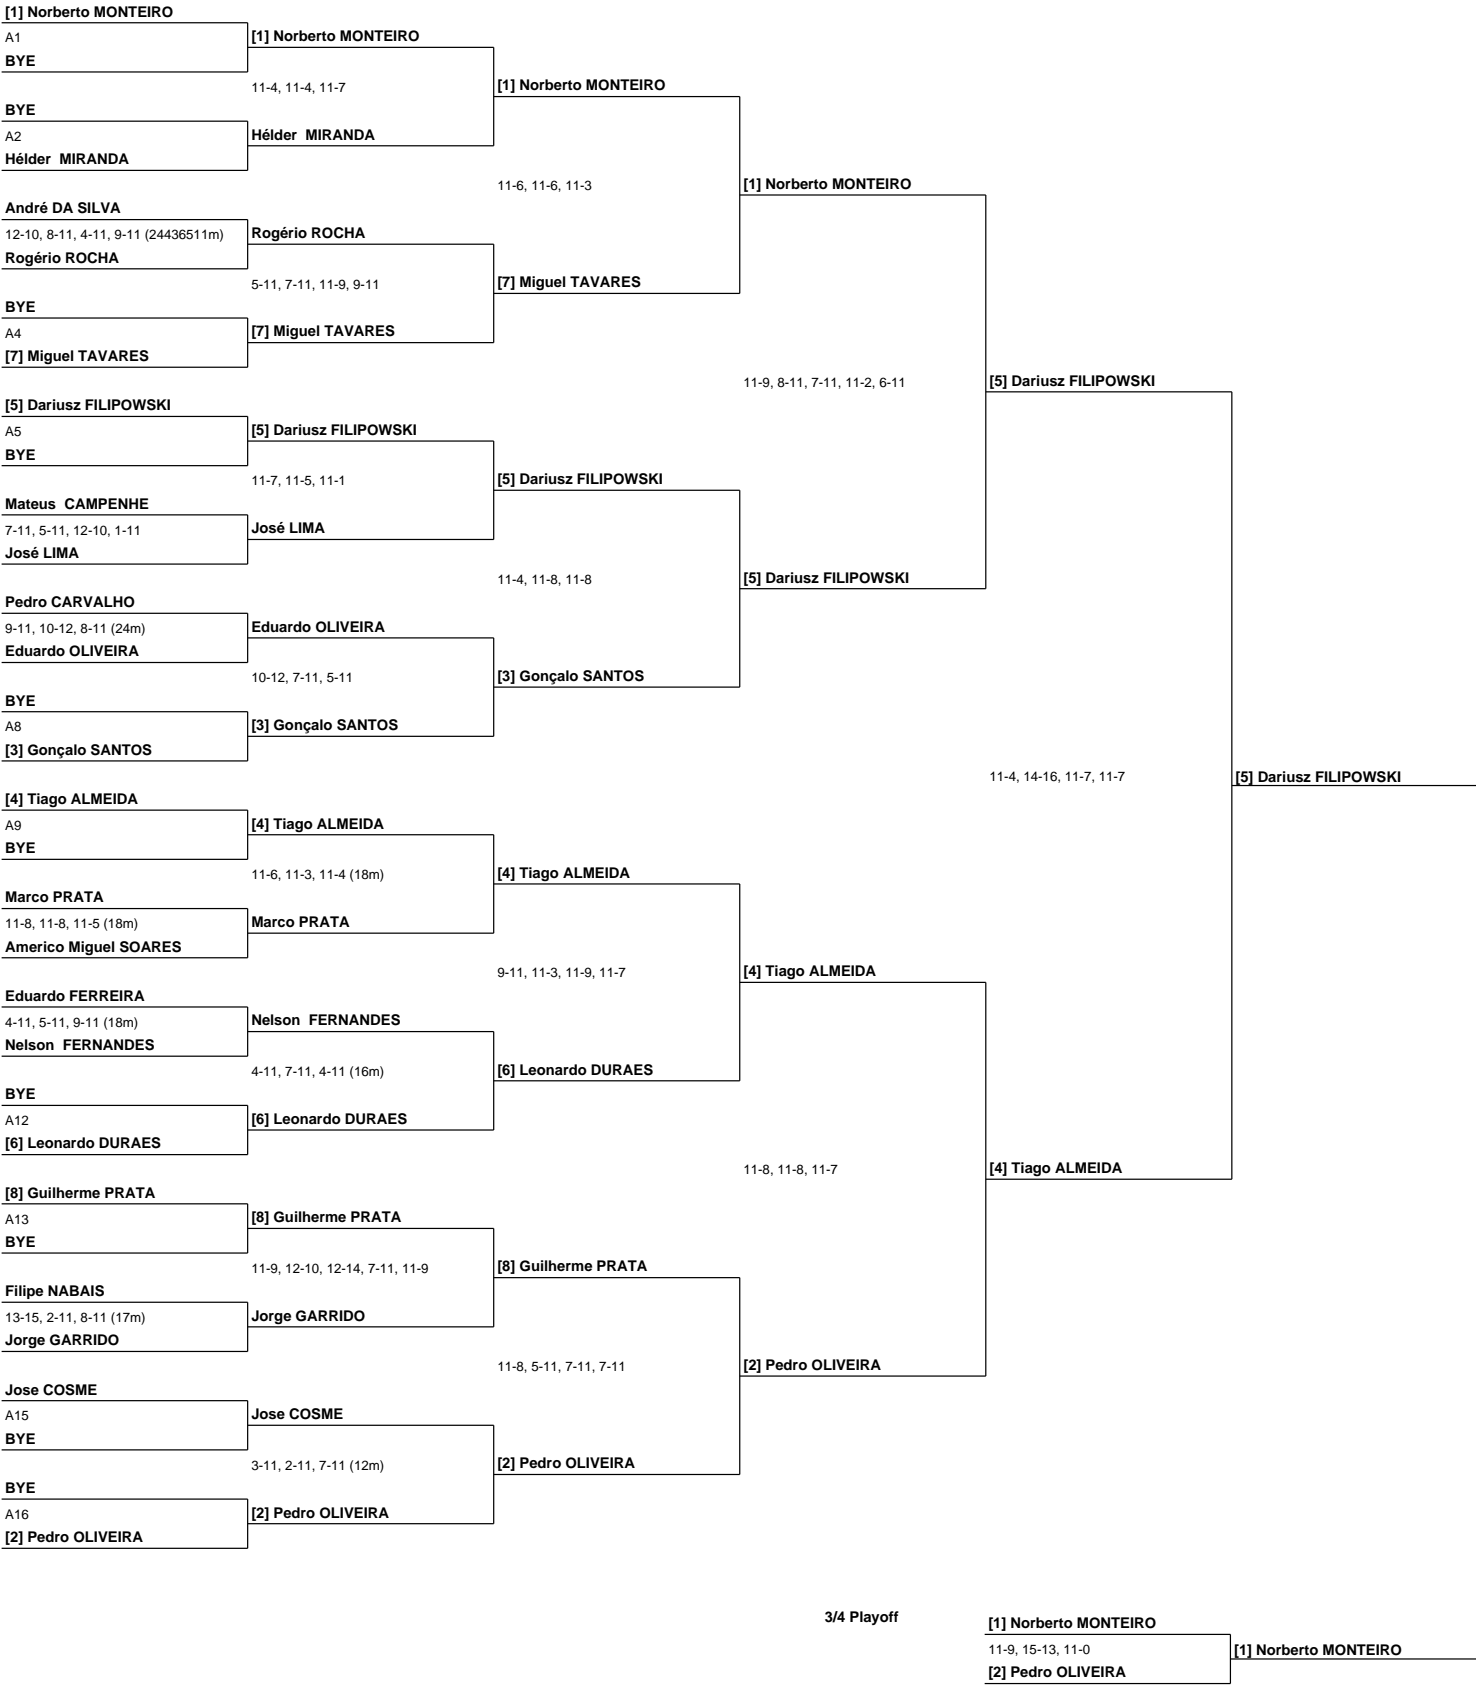 [1] Norberto MONTEIRO
A1
BYE
BYE
A2
Hélder MIRANDA
André DA SILVA
12-10, 8-11, 4-11, 9-11 (24436511m)
Rogério ROCHA
BYE
A4
[7] Miguel TAVARES
[5] Dariusz FILIPOWSKI
A5
BYE
Mateus CAMPENHE
7-11, 5-11, 12-10, 1-11
José LIMA
Pedro CARVALHO
9-11, 10-12, 8-11 (24m)
Eduardo OLIVEIRA
BYE
A8
[3] Gonçalo SANTOS
[4] Tiago ALMEIDA
A9
BYE
Marco PRATA
11-8, 11-8, 11-5 (18m)
Americo Miguel SOARES
Eduardo FERREIRA
4-11, 5-11, 9-11 (18m)
Nelson FERNANDES
BYE
A12
[6] Leonardo DURAES
[8] Guilherme PRATA
A13
BYE
Filipe NABAIS
13-15, 2-11, 8-11 (17m)
Jorge GARRIDO
Jose COSME
A15
BYE
BYE
A16
[2] Pedro OLIVEIRA
[1] Norberto MONTEIRO
11-4, 11-4, 11-7
Hélder MIRANDA
Rogério ROCHA
5-11, 7-11, 11-9, 9-11
[7] Miguel TAVARES
[5] Dariusz FILIPOWSKI
11-7, 11-5, 11-1
José LIMA
Eduardo OLIVEIRA
10-12, 7-11, 5-11
[3] Gonçalo SANTOS
[4] Tiago ALMEIDA
11-6, 11-3, 11-4 (18m)
Marco PRATA
Nelson FERNANDES
4-11, 7-11, 4-11 (16m)
[6] Leonardo DURAES
[8] Guilherme PRATA
11-9, 12-10, 12-14, 7-11, 11-9
Jorge GARRIDO
Jose COSME
3-11, 2-11, 7-11 (12m)
[2] Pedro OLIVEIRA
[1] Norberto MONTEIRO
11-6, 11-6, 11-3
[7] Miguel TAVARES
[5] Dariusz FILIPOWSKI
11-4, 11-8, 11-8
[3] Gonçalo SANTOS
[4] Tiago ALMEIDA
9-11, 11-3, 11-9, 11-7
[6] Leonardo DURAES
[8] Guilherme PRATA
11-8, 5-11, 7-11, 7-11
[2] Pedro OLIVEIRA
[1] Norberto MONTEIRO
11-9, 8-11, 7-11, 11-2, 6-11
[5] Dariusz FILIPOWSKI
[4] Tiago ALMEIDA
11-8, 11-8, 11-7
[2] Pedro OLIVEIRA
[5] Dariusz FILIPOWSKI
11-4, 14-16, 11-7, 11-7
[4] Tiago ALMEIDA
[5] Dariusz FILIPOWSKI
3/4 Playoff
[1] Norberto MONTEIRO
11-9, 15-13, 11-0
[2] Pedro OLIVEIRA
[1] Norberto MONTEIRO